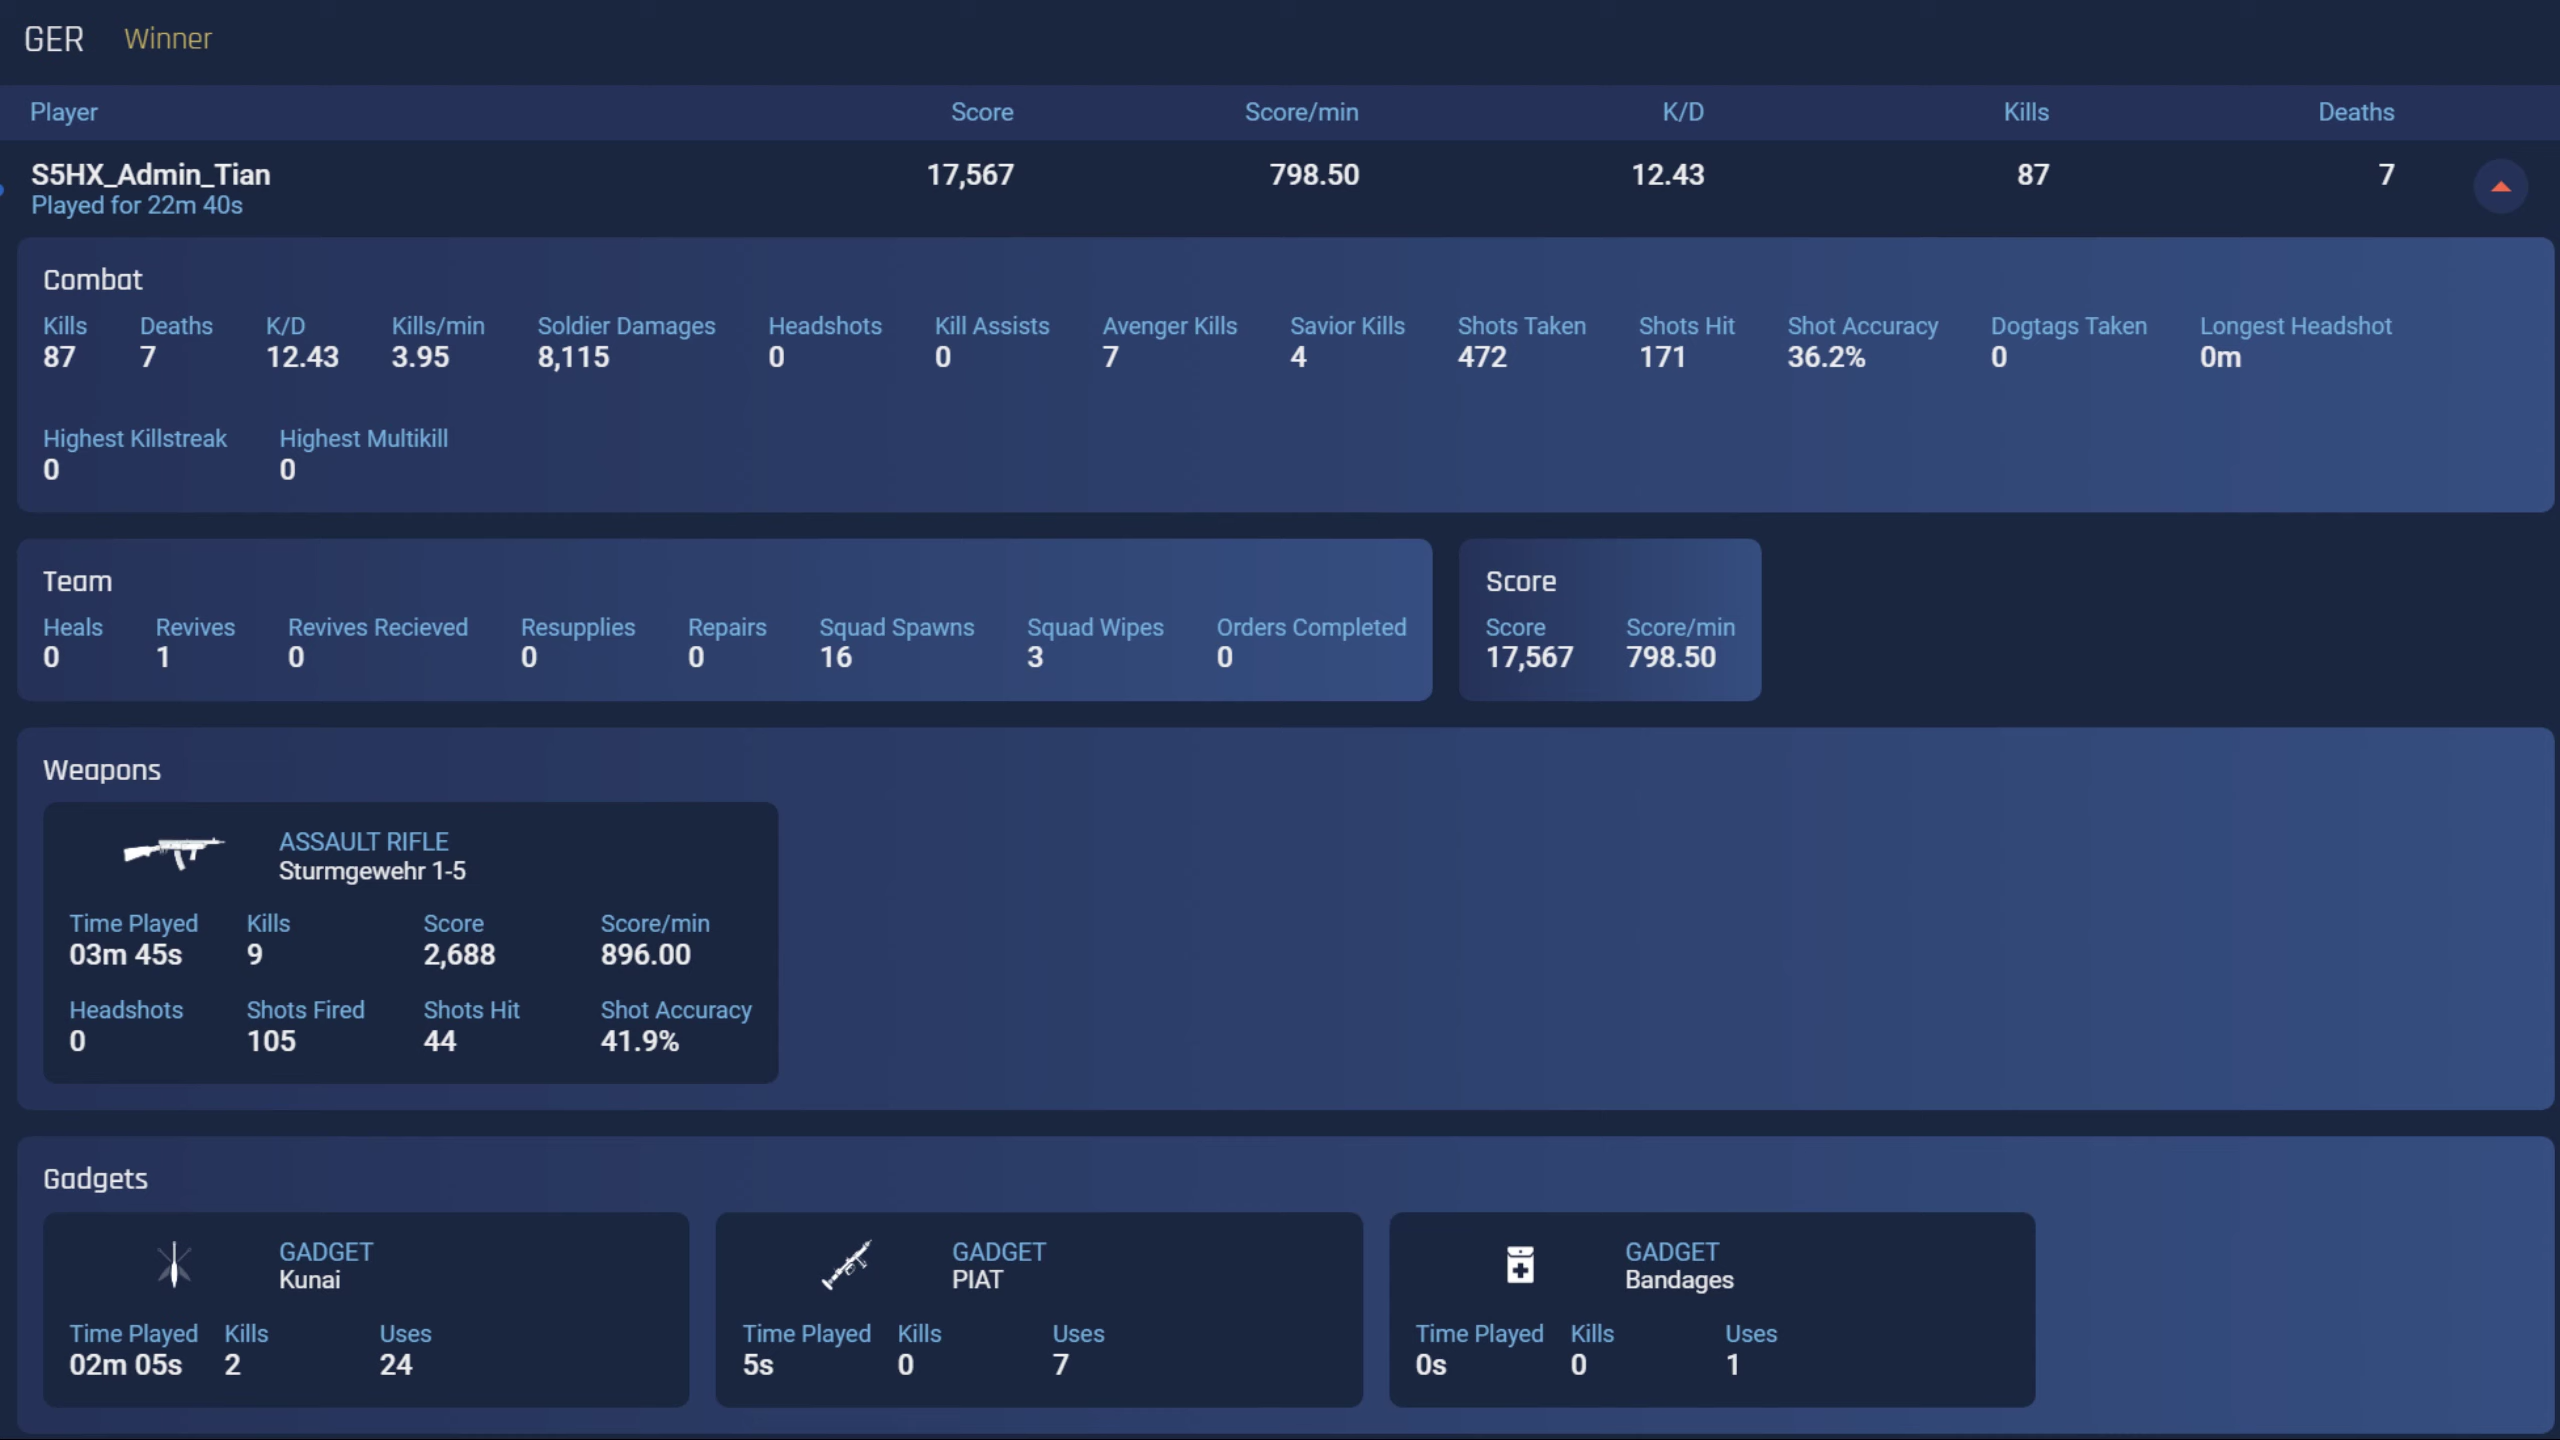 GER Winner
Player Score Score/min K/D Kills Deaths
S5HX_Admin_Tian 17,567 798.50 12.43 87 7
Played for 22m 40s
Combat
Kills Deaths K/D Kills/min Soldier Damages Headshots Kill Assists Avenger Kills Savior Kills Shots Taken Shots Hit Shot Accuracy Dogtags Taken Longest Headshot
87 7 12.43 3.95 8,115 0 0 7 4 472 171 36.2% 0 0m
Highest Killstreak Highest Multikill
0 0
Team
Heals Revives Revives Recieved Resupplies Repairs Squad Spawns Squad Wipes Orders Completed
0 1 0 0 0 16 3 0
Score
Score Score/min
17,567 798.50
Weapons
ASSAULT RIFLE
Sturmgewehr 1-5
Time Played Kills Score Score/min
03m 45s 9 2,688 896.00
Headshots Shots Fired Shots Hit Shot Accuracy
0 105 44 41.9%
Gadgets
GADGET
Kunai
Time Played Kills Uses
02m 05s 2 24
GADGET
PIAT
Time Played Kills Uses
5s 0 7
GADGET
Bandages
Time Played Kills Uses
0s 0 1